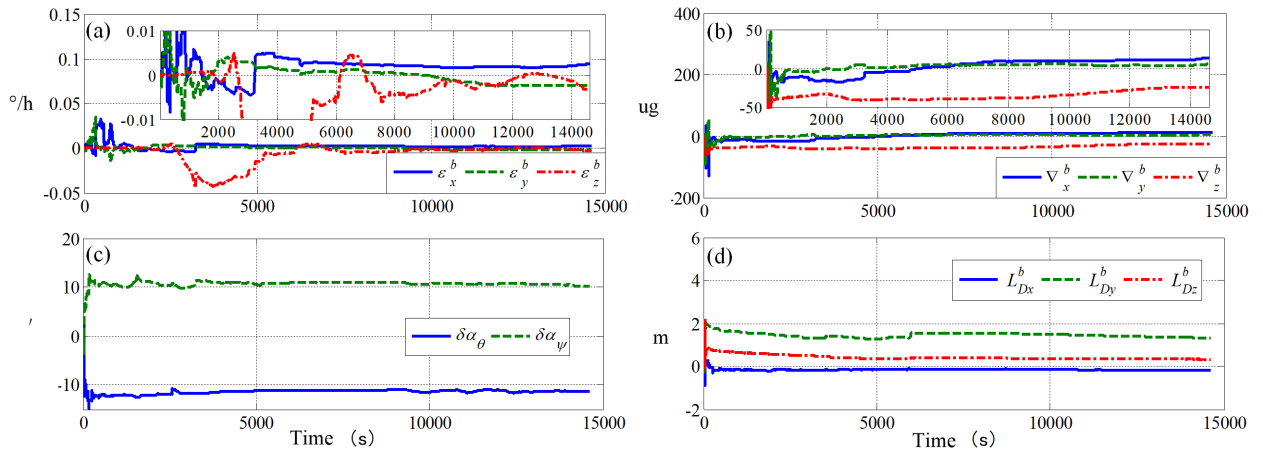 (a)
0.15
0.1
0.05
0
-0.05
°/h
0.01
0
-0.01
2000 4000 6000 8000 10000 12000 14000
ε_x^b ε_y^b ε_z^b
0 5000 10000 15000
(b)
400
200
0
-200
ug
50
0
-50
2000 4000 6000 8000 10000 12000 14000
∇_x^b ∇_y^b ∇_z^b
0 5000 10000 15000
(c)
20
10
0
-10
′
δα_θ δα_ψ
0 5000 10000 15000
Time (s)
(d)
6
4
2
0
-2
m
L_Dx^b L_Dy^b L_Dz^b
0 5000 10000 15000
Time (s)